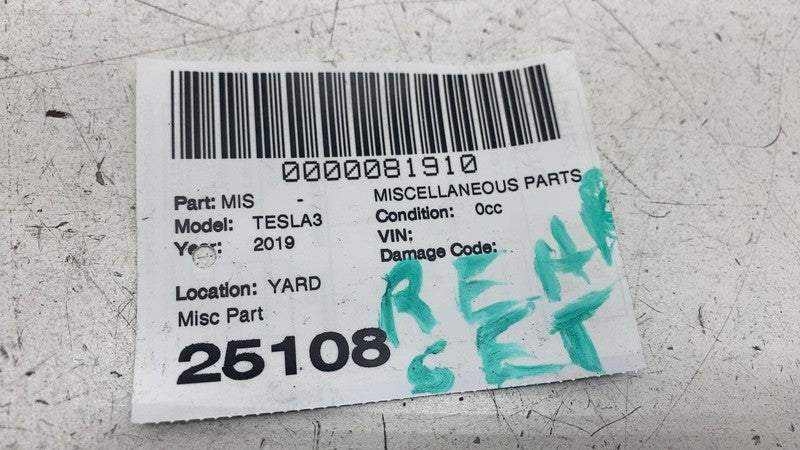 0000081910
Part: MIS -
MISCELLANEOUS PARTS
Model: TESLA3
Condition: 0cc
Year: 2019
VIN:
Damage Code:
Location: YARD
Misc Part
25108
REAR
SET